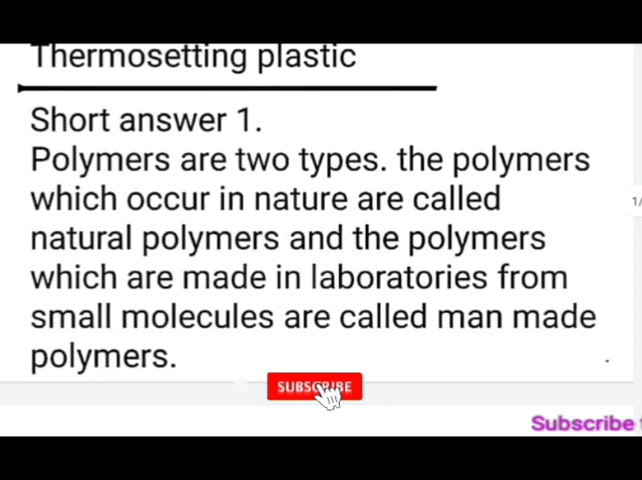 Thermosetting plastic
Short answer 1.
Polymers are two types. the polymers
which occur in nature are called
natural polymers and the polymers
which are made in laboratories from
small molecules are called man made
polymers.
1/
SUBSCRIBE
Subscribe